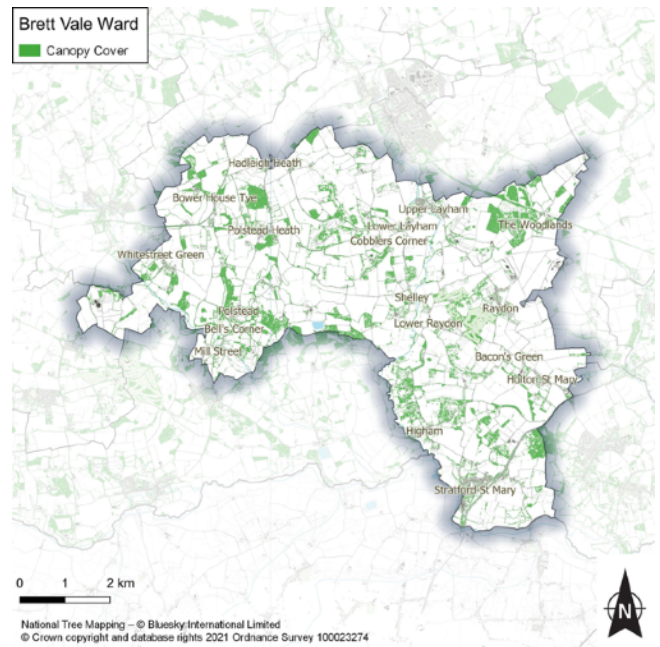 Brett Vale Ward
Canopy Cover
Hadleigh Heath
Bower House Tye
Upper Layham
Lower Layham
The Woodlands
Polstead Heath
Cobblers Corner
Whitestreet Green
Shelley
Raydon
Polstead
Lower Raydon
Bell's Corner
Mill Street
Bacon's Green
Holton St Mary
Higham
Stratford St Mary
0 1 2 km
N
National Tree Mapping – © Bluesky International Limited
© Crown copyright and database rights 2021 Ordnance Survey 100023274